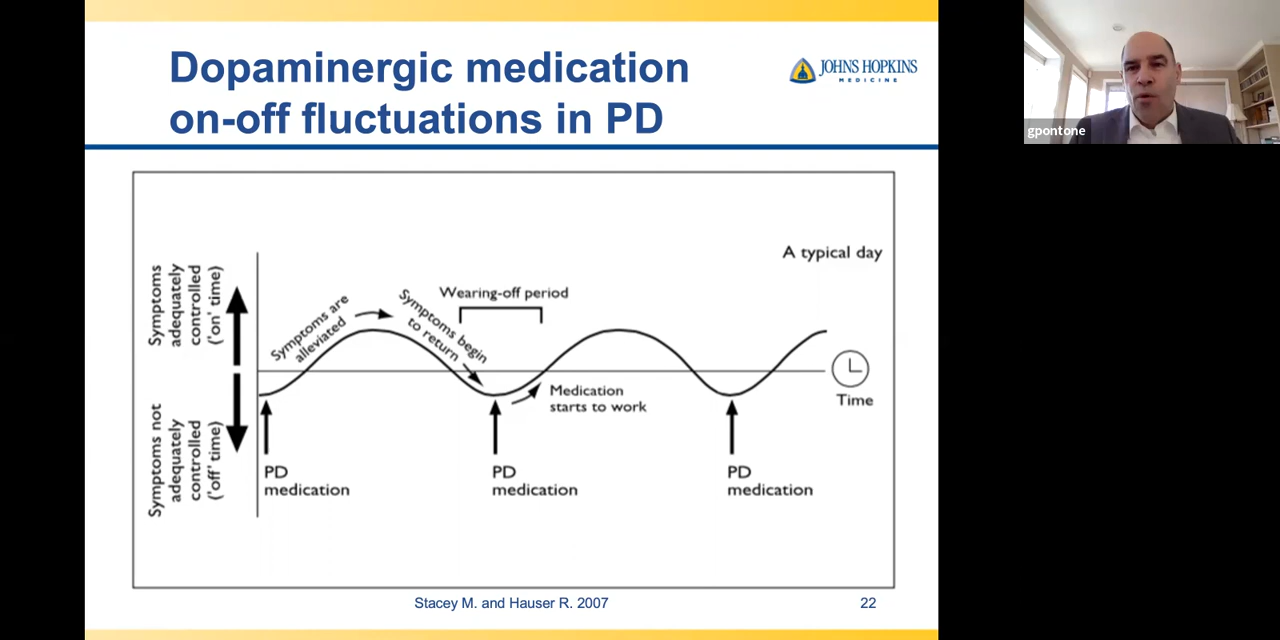 Dopaminergic medication
on-off fluctuations in PD
JOHNS HOPKINS
MEDICINE
gpontone
A typical day
Symptoms
adequately
controlled
('on' time)
Symptoms are
alleviated
Symptoms begin
to return
Wearing-off period
Medication
starts to work
Time
Symptoms not
adequately
controlled
('off' time)
PD
medication
PD
medication
PD
medication
Stacey M. and Hauser R. 2007
22